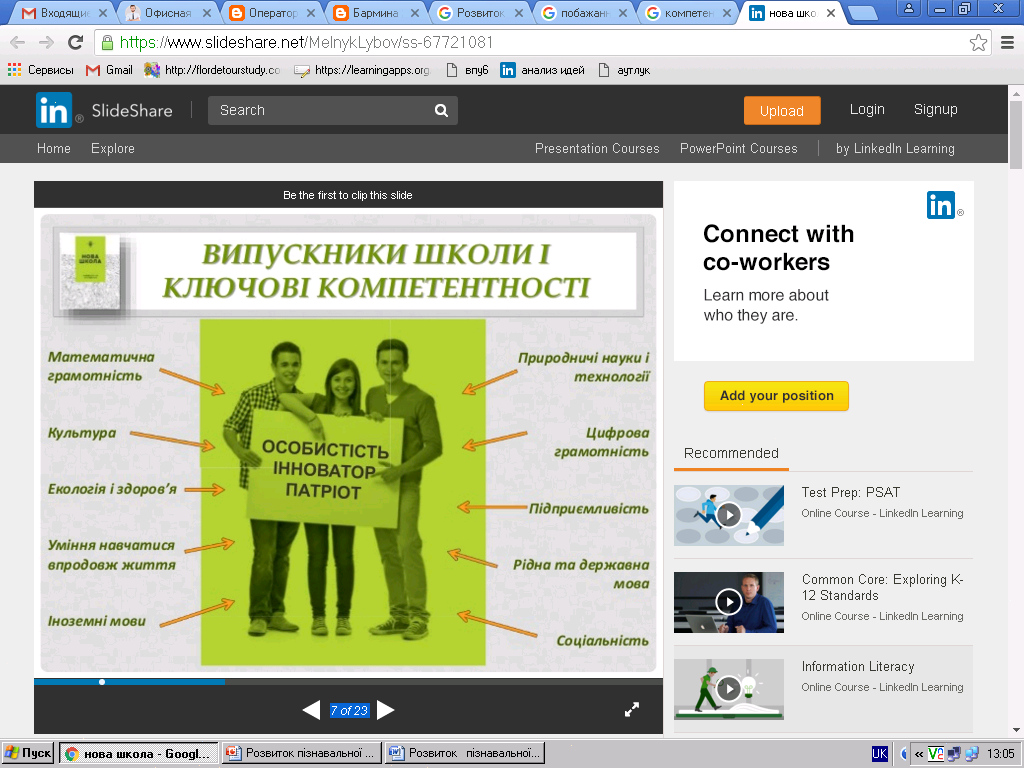 Входящие
Офисная
Оператор
Бармина
Розвиток
побажан
компетен
нова шко
https://www.slideshare.net/MelnykLybov/ss-67721081
Сервисы
Gmail
http://flordetourstudy.co
https://learningapps.org
впу6
анализ идей
аутлук
in ® SlideShare
Search
Upload
Login
Signup
Home
Explore
Presentation Courses
PowerPoint Courses
by LinkedIn Learning
Be the first to clip this slide
НОВА
ШКОЛА
ВИПУСКНИКИ ШКОЛИ І
КЛЮЧОВІ КОМПЕТЕНТНОСТІ
Математична
грамотність
Культура
Екологія і здоров’я
Уміння навчатися
впродовж життя
Іноземні мови
ОСОБИСТІСТЬ
ІННОВАТОР
ПАТРІОТ
Природничі науки і
технології
Цифрова
грамотність
Підприємливість
Рідна та державна
мова
Соціальність
7 of 23
in ®
Connect with
co-workers
Learn more about
who they are.
Add your position
Recommended
Test Prep: PSAT
Online Course - LinkedIn Learning
Common Core: Exploring K-
12 Standards
Online Course - LinkedIn Learning
Information Literacy
Online Course - LinkedIn Learning
Пуск
нова школа - Googl...
Розвиток пізнавальної ...
Розвиток пізнавальної...
UK
13:05